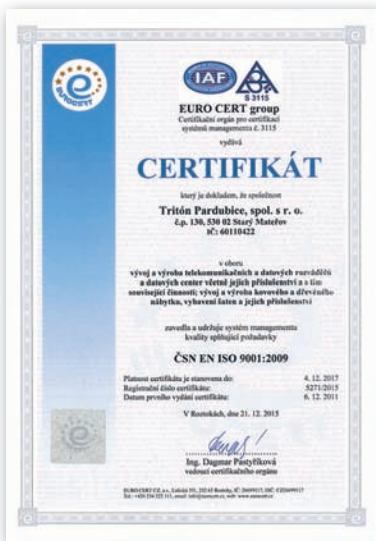 EUROCERT
IAF
S 3115
EURO CERT group
Certifikační orgán pro certifikaci
systémů managementu č. 3115
vydává
CERTIFIKÁT
který je dokladem, že společnost
Tritón Pardubice, spol. s r. o.
č.p. 130, 530 02 Starý Mateřov
IČ: 60110422
v oboru
vývoj a výroba telekomunikačních a datových rozváděčů
a datových center včetně jejich příslušenství a s tím
související činnosti; vývoj a výroba kovového a dřevěného
nábytku, vybavení šaten a jejich příslušenství
zavedla a udržuje systém managementu
kvality splňující požadavky
ČSN EN ISO 9001:2009
Platnost certifikátu je stanovena do: 4. 12. 2017
Registrační číslo certifikátu: 5271/2015
Datum prvního vydání certifikátu: 6. 12. 2011
V Roztokách, dne 21. 12. 2015
Ing. Dagmar Pastyříková
vedoucí certifikačního orgánu